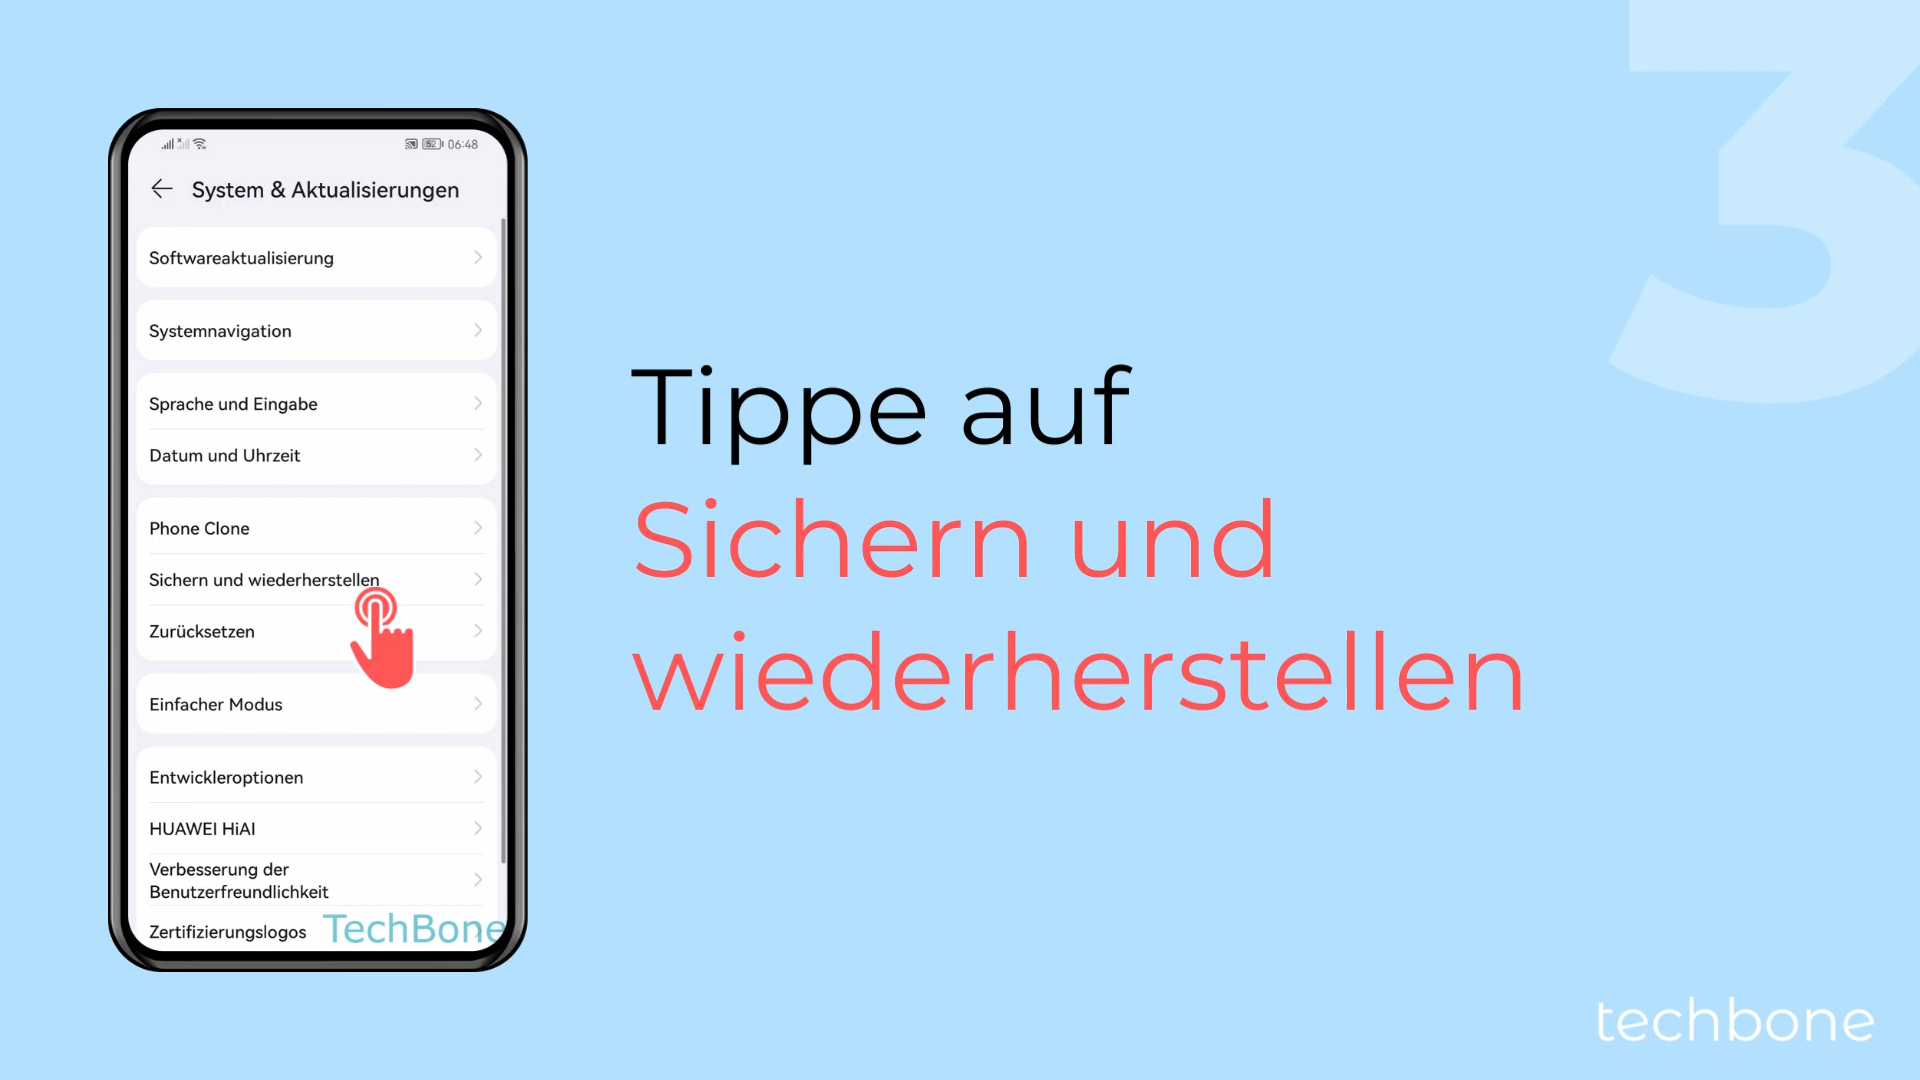 3
06:48
System & Aktualisierungen
Softwareaktualisierung
Systemnavigation
Sprache und Eingabe
Datum und Uhrzeit
Phone Clone
Sichern und wiederherstellen
Zurücksetzen
Einfacher Modus
Entwickleroptionen
HUAWEI HiAI
Verbesserung der
Benutzerfreundlichkeit
Zertifizierungslogos
TechBone
Tippe auf
Sichern und
wiederherstellen
techbone